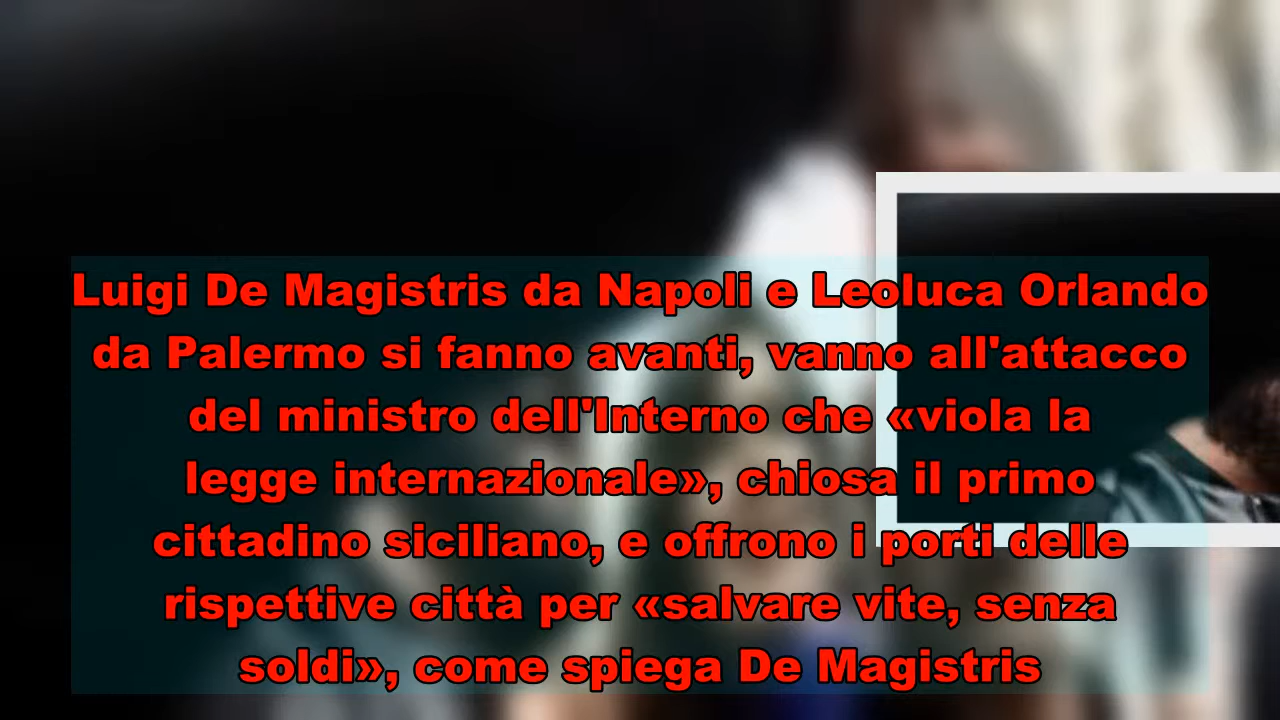 Luigi De Magistris da Napoli e Leoluca Orlando
da Palermo si fanno avanti, vanno all'attacco
del ministro dell'Interno che «viola la
legge internazionale», chiosa il primo
cittadino siciliano, e offrono i porti delle
rispettive città per «salvare vite, senza
soldi», come spiega De Magistris